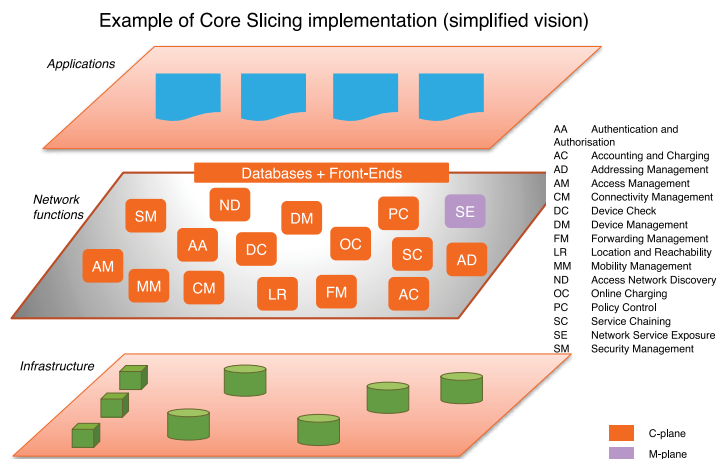 Example of Core Slicing implementation (simplified vision)
Applications
Databases + Front-Ends
Network
functions
SM
ND
DM
PC
SE
AA
DC
OC
SC
AD
AM
MM
CM
LR
FM
AC
Infrastructure
AA Authentication and
Authorisation
AC Accounting and Charging
AD Addressing Management
AM Access Management
CM Connectivity Management
DC Device Check
DM Device Management
FM Forwarding Management
LR Location and Reachability
MM Mobility Management
ND Access Network Discovery
OC Online Charging
PC Policy Control
SC Service Chaining
SE Network Service Exposure
SM Security Management
C-plane
M-plane